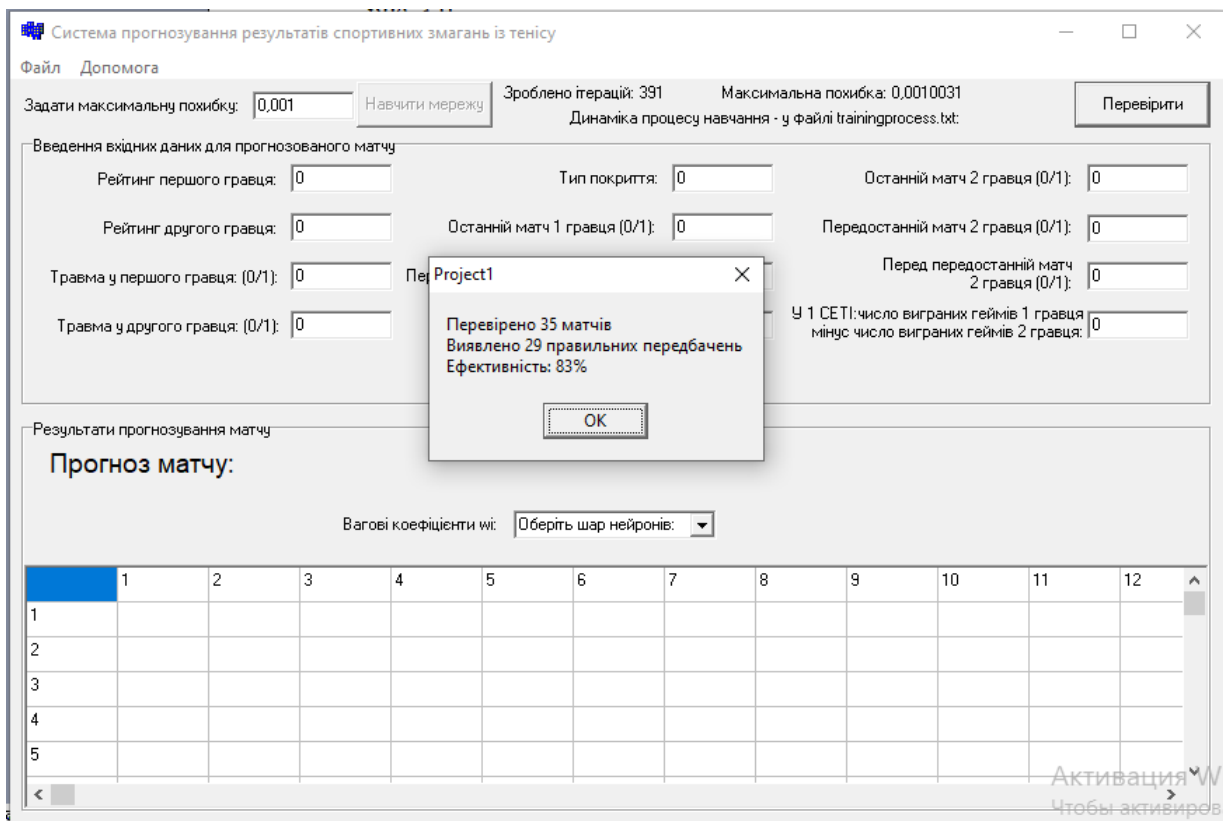 Система прогнозування результатів спортивних змагань із тенісу
Файл Допомога
Задати максимальну похибку: 0,001 Навчити мережу Зроблено ітерацій: 391 Максимальна похибка: 0,0010031 Перевірити
Динаміка процесу навчання - у файлі trainingprocess.txt:
Введення вхідних даних для прогнозованого матчу
Рейтинг першого гравця: 0 Тип покриття: 0 Останній матч 2 гравця (0/1): 0
Рейтинг другого гравця: 0 Останній матч 1 гравця (0/1): 0 Передостанній матч 2 гравця (0/1): 0
Травма у першого гравця: (0/1): 0
Перед передостанній матч
2 гравця (0/1): 0
Травма у другого гравця: (0/1): 0
У 1 СЕТІ:число виграних геймів 1 гравця
мінус число виграних геймів 2 гравця: 0
Project1
Перевірено 35 матчів
Виявлено 29 правильних передбачень
Ефективність: 83%
OK
Результати прогнозування матчу
Прогноз матчу:
Вагові коефіцієнти wi: Оберіть шар нейронів:
1 2 3 4 5 6 7 8 9 10 11 12
1
2
3
4
5
Активация W
Чтобы активиров